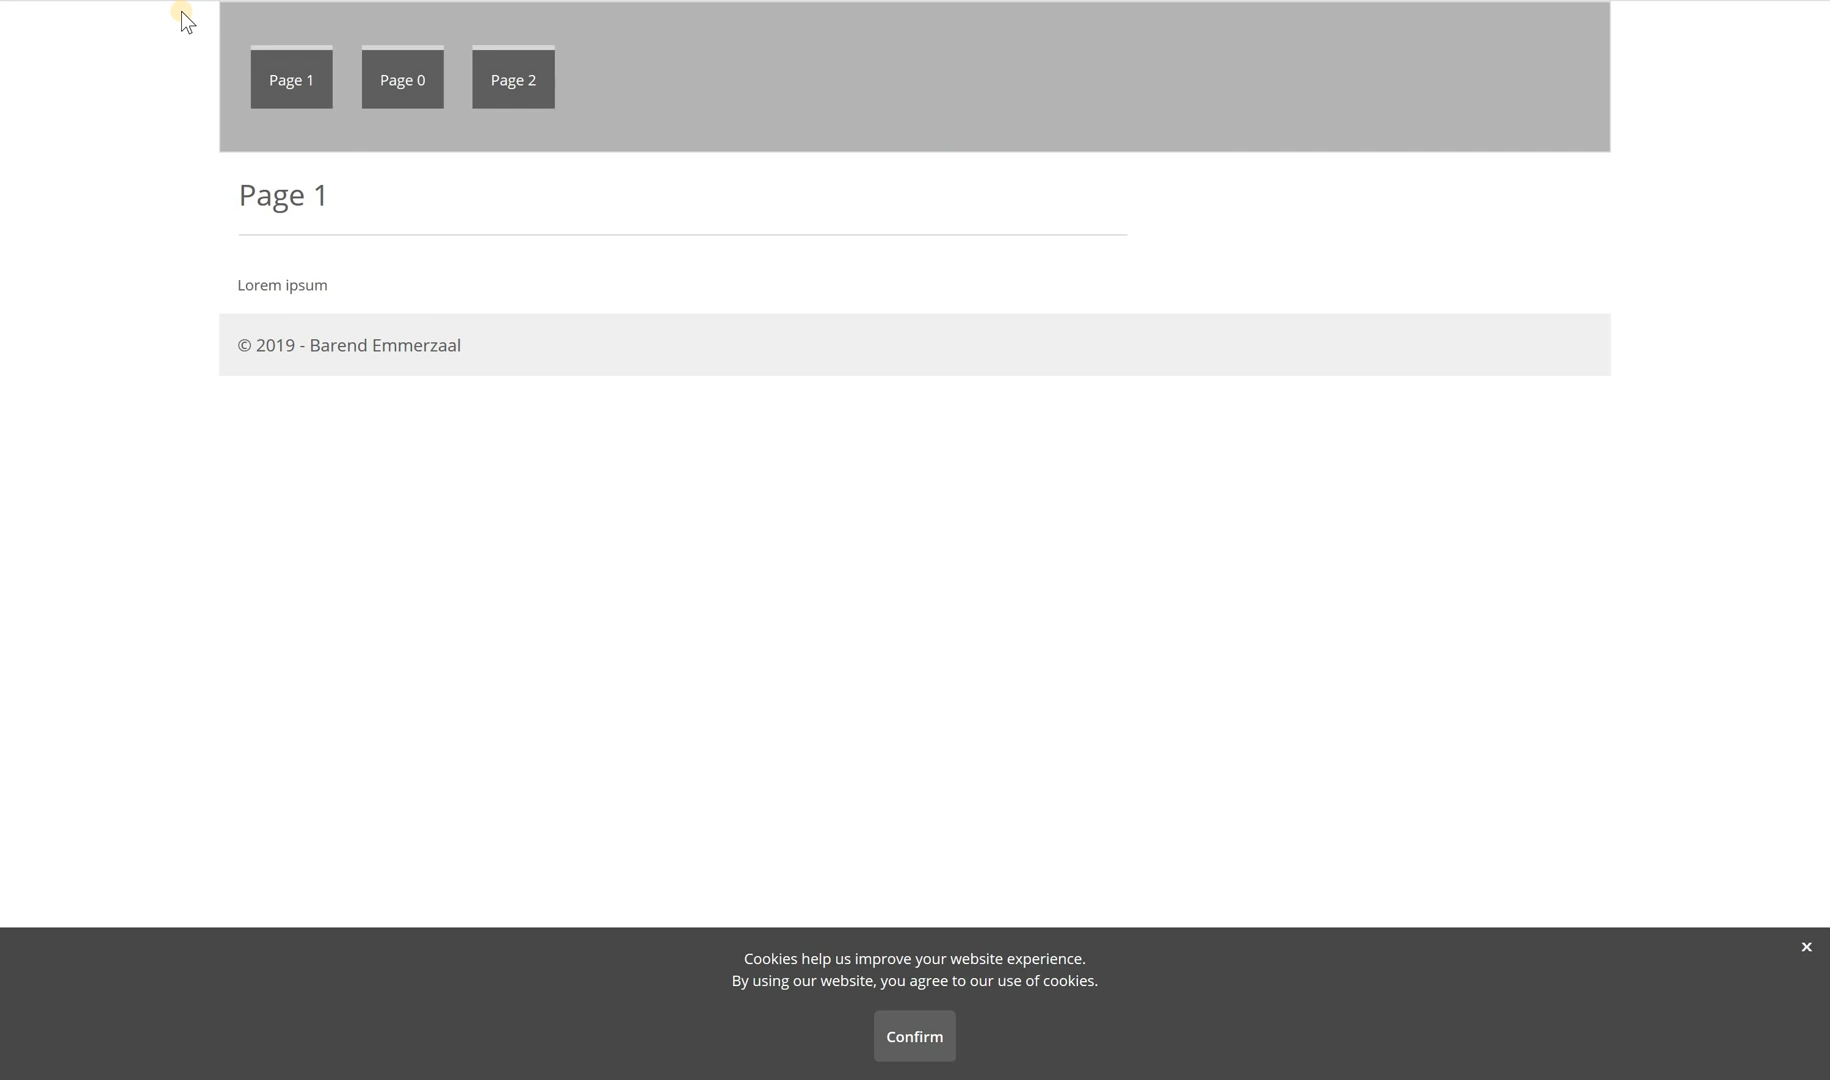 Page 1
Page 0
Page 2
Page 1
Lorem ipsum
© 2019 - Barend Emmerzaal
Cookies help us improve your website experience.
By using our website, you agree to our use of cookies.
Confirm